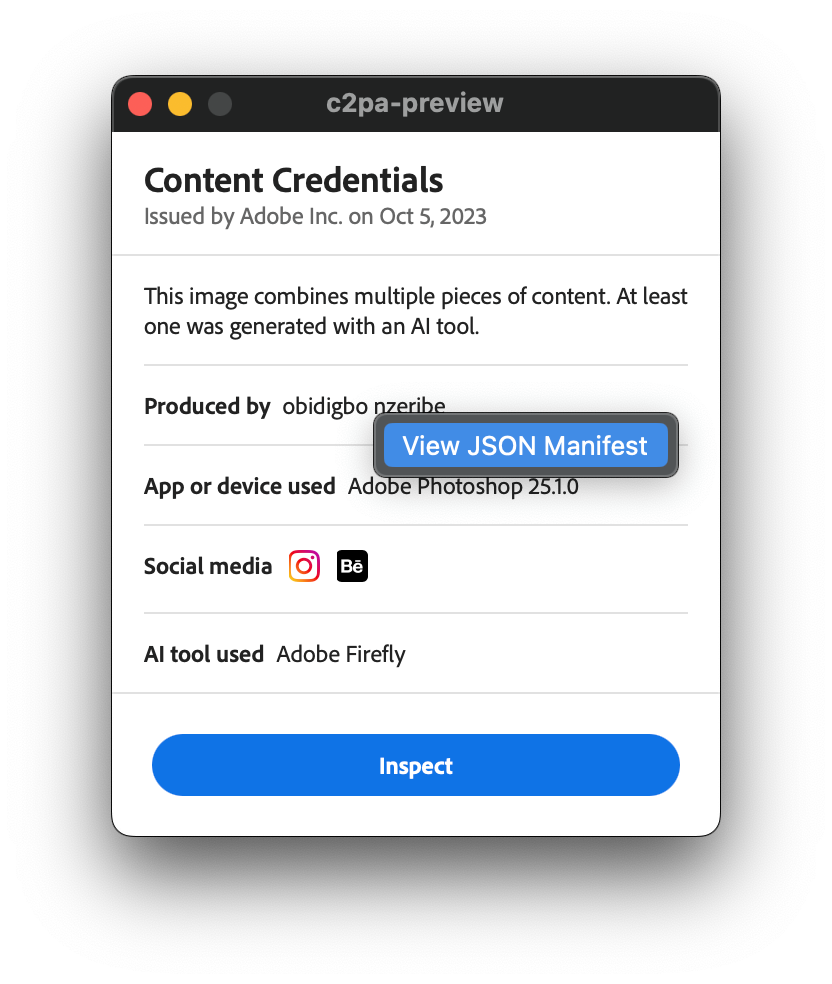 c2pa-preview
Content Credentials
Issued by Adobe Inc. on Oct 5, 2023
This image combines multiple pieces of content. At least
one was generated with an AI tool.
Produced by obidigbo nzeribe
View JSON Manifest
App or device used Adobe Photoshop 25.1.0
Social media Bē
AI tool used Adobe Firefly
Inspect